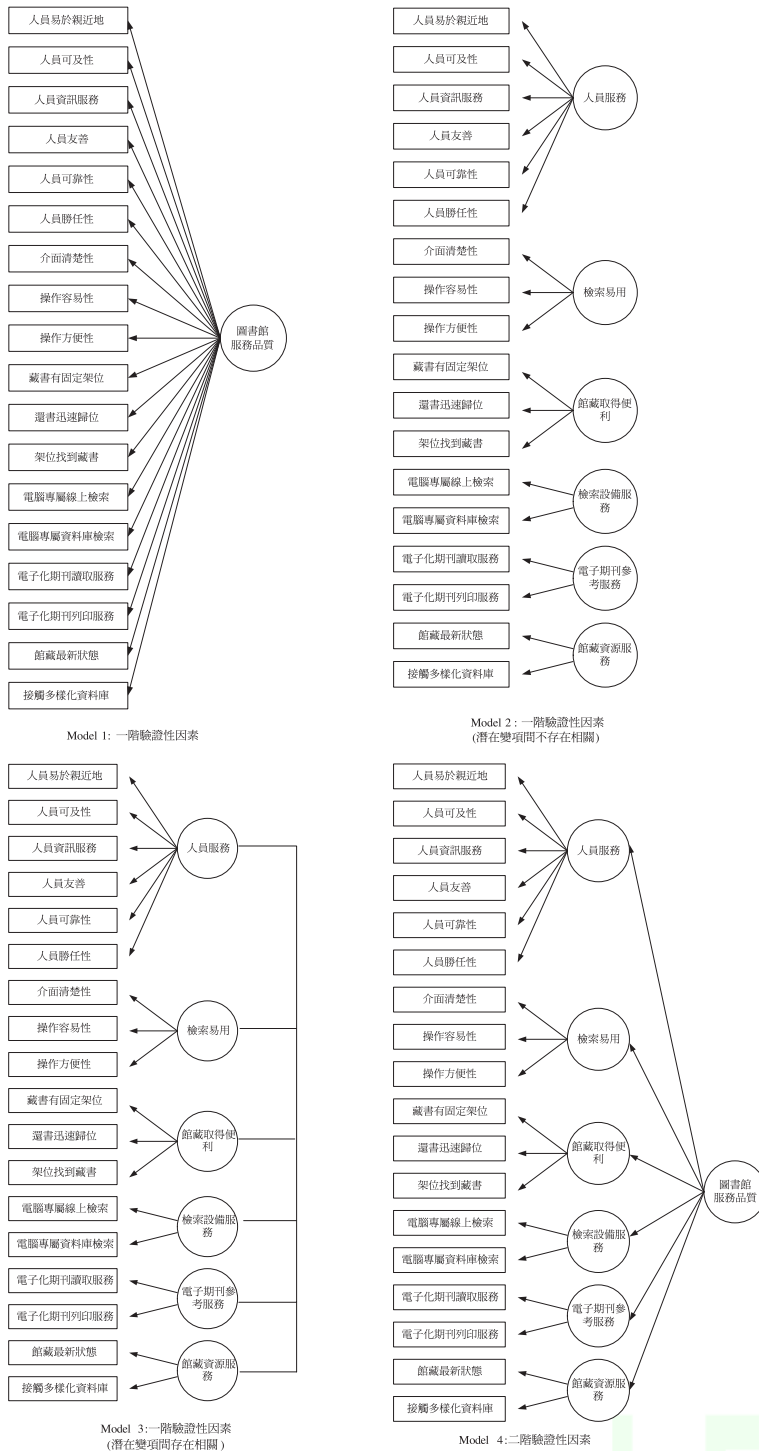 人員易於親近地
人員可及性
人員資訊服務
人員友善
人員可靠性
人員勝任性
介面清楚性
操作容易性
操作方便性
藏書有固定架位
還書迅速歸位
架位找到藏書
電腦專屬線上檢索
電腦專屬資料庫檢索
電子化期刊讀取服務
電子化期刊列印服務
館藏最新狀態
接觸多樣化資料庫
圖書館
服務品質
Model 1: 一階驗證性因素
人員易於親近地
人員可及性
人員資訊服務
人員友善
人員可靠性
人員勝任性
介面清楚性
操作容易性
操作方便性
藏書有固定架位
還書迅速歸位
架位找到藏書
電腦專屬線上檢索
電腦專屬資料庫檢索
電子化期刊讀取服務
電子化期刊列印服務
館藏最新狀態
接觸多樣化資料庫
人員服務
檢索易用
館藏取得便
利
檢索設備服
務
電子期刊參
考服務
館藏資源服
務
Model 2 : 一階驗證性因素
(潛在變項間不存在相關)
人員易於親近地
人員可及性
人員資訊服務
人員友善
人員可靠性
人員勝任性
介面清楚性
操作容易性
操作方便性
藏書有固定架位
還書迅速歸位
架位找到藏書
電腦專屬線上檢索
電腦專屬資料庫檢索
電子化期刊讀取服務
電子化期刊列印服務
館藏最新狀態
接觸多樣化資料庫
人員服務
檢索易用
館藏取得便
利
檢索設備服
務
電子期刊參
考服務
館藏資源服
務
Model 3:一階驗證性因素
(潛在變項間存在相關 )
人員易於親近地
人員可及性
人員資訊服務
人員友善
人員可靠性
人員勝任性
介面清楚性
操作容易性
操作方便性
藏書有固定架位
還書迅速歸位
架位找到藏書
電腦專屬線上檢索
電腦專屬資料庫檢索
電子化期刊讀取服務
電子化期刊列印服務
館藏最新狀態
接觸多樣化資料庫
人員服務
檢索易用
館藏取得便
利
檢索設備服
務
電子期刊參
考服務
館藏資源服
務
圖書館
服務品質
Model 4:二階驗證性因素